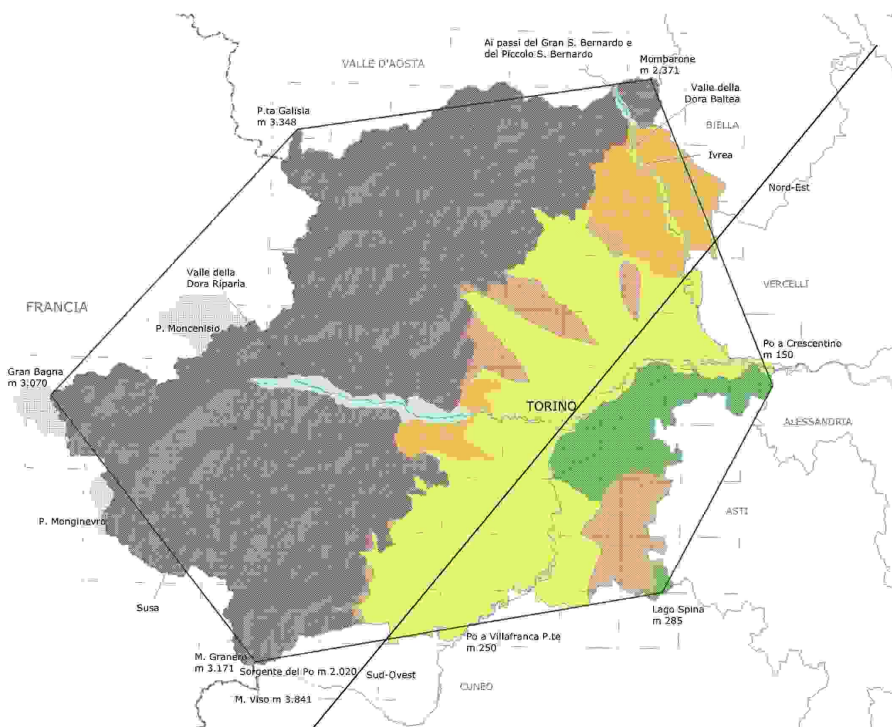 Ai passi del Gran S. Bernardo e
del Piccolo S. Bernardo
Mombarone
m 2.371
VALLE D'AOSTA
Valle della
Dora Baltea
P.ta Galisia
m 3.348
BIELLA
Ivrea
Nord-Est
Valle della
Dora Riparia
VERCELLI
FRANCIA
P. Moncenisio
Po a Crescentino
m 150
Gran Bagna
m 3.070
TORINO
ALESSANDRIA
ASTI
P. Monginevro
Susa
Lago Spina
m 285
Po a Villafranca P.te
m 250
M. Granero
m 3.171
Sorgente del Po m 2.020
Sud-Ovest
CUNEO
M. Viso m 3.841